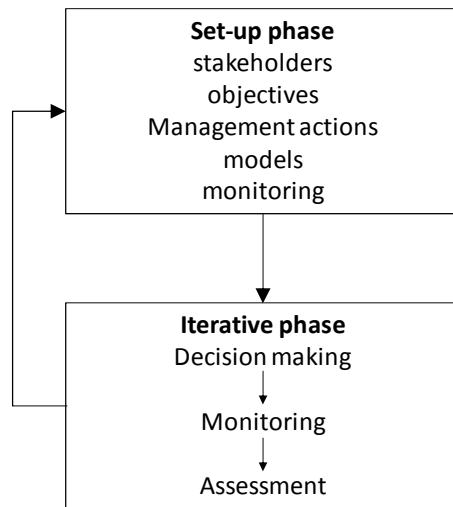 Set-up phase
stakeholders
objectives
Management actions
models
monitoring
Iterative phase
Decision making
Monitoring
Assessment